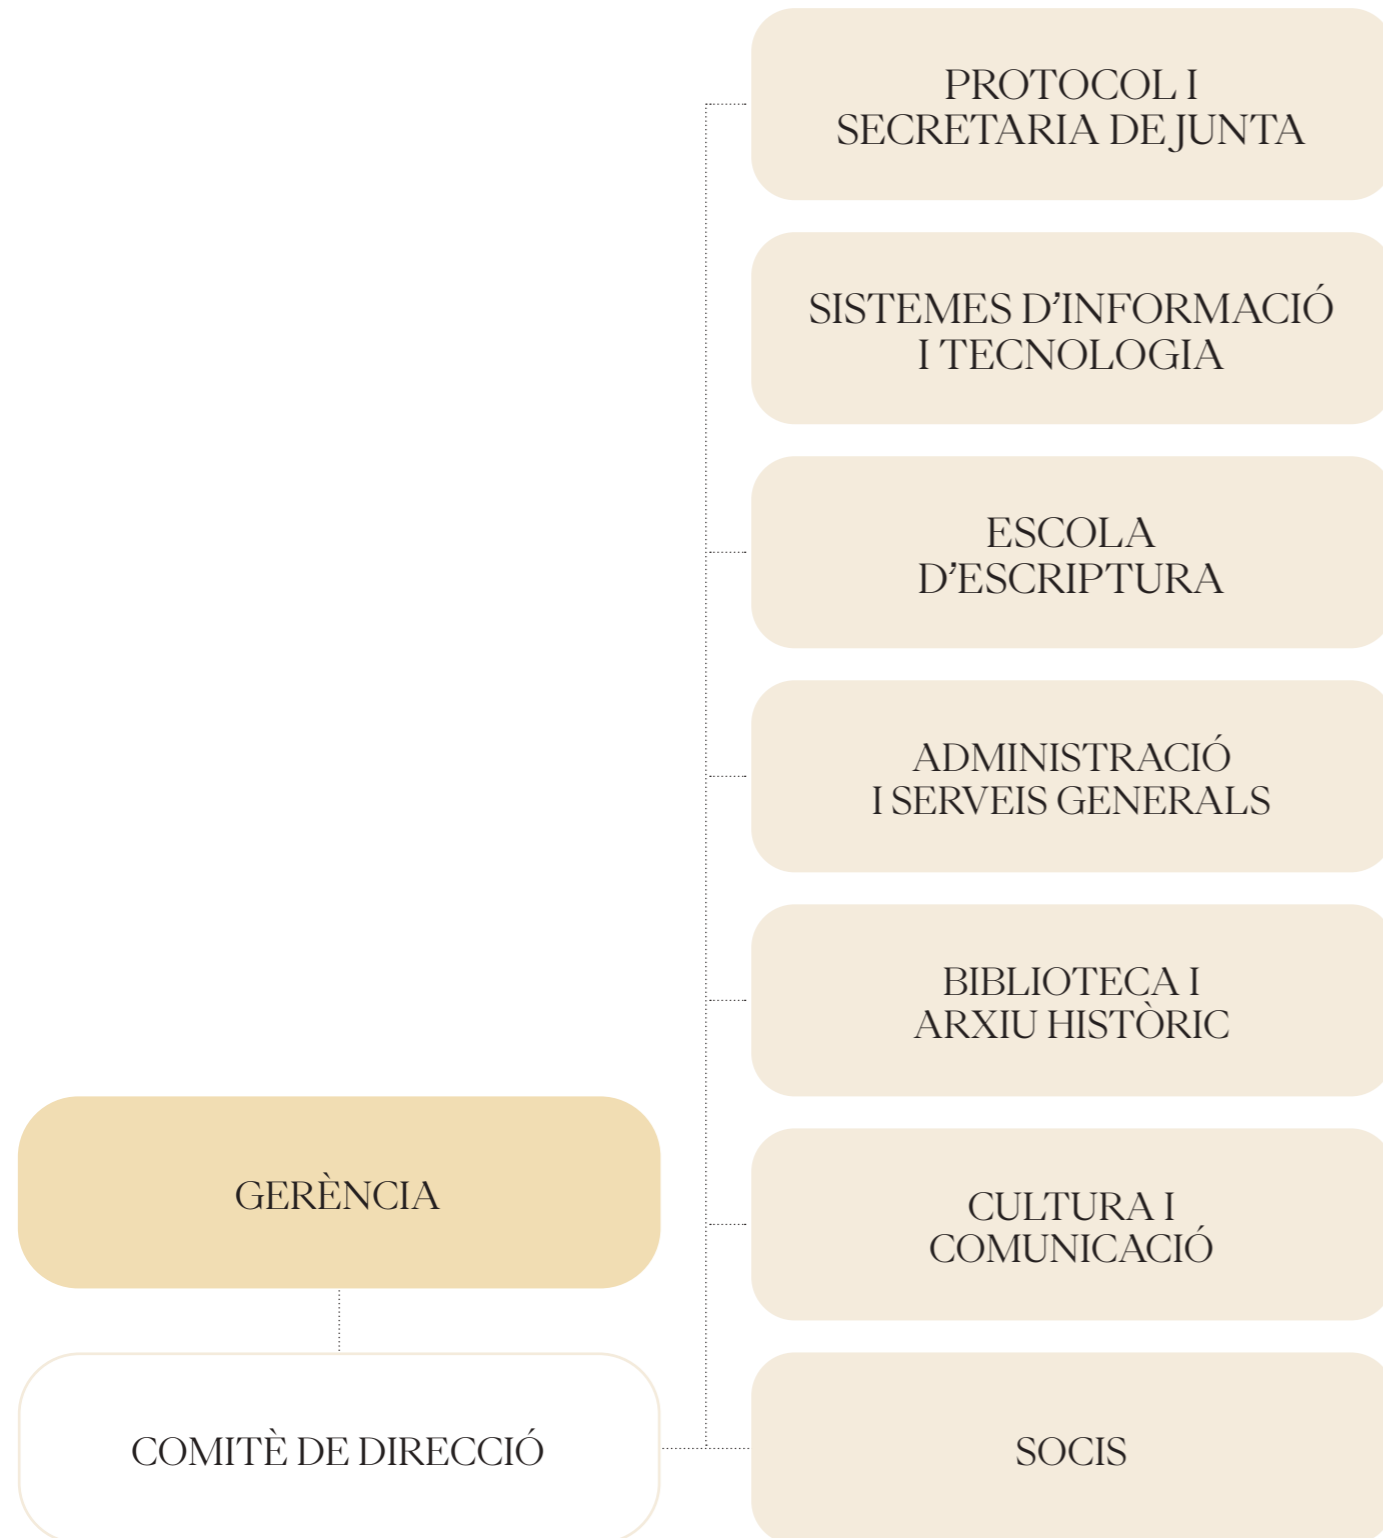 PROTOCOL I
SECRETARIA DE JUNTA
SISTEMES D’INFORMACIÓ
I TECNOLOGIA
ESCOLA
D’ESCRIPTURA
ADMINISTRACIÓ
I SERVEIS GENERALS
BIBLIOTECA I
ARXIU HISTÒRIC
GERÈNCIA
CULTURA I
COMUNICACIÓ
COMITÈ DE DIRECCIÓ
SOCIS